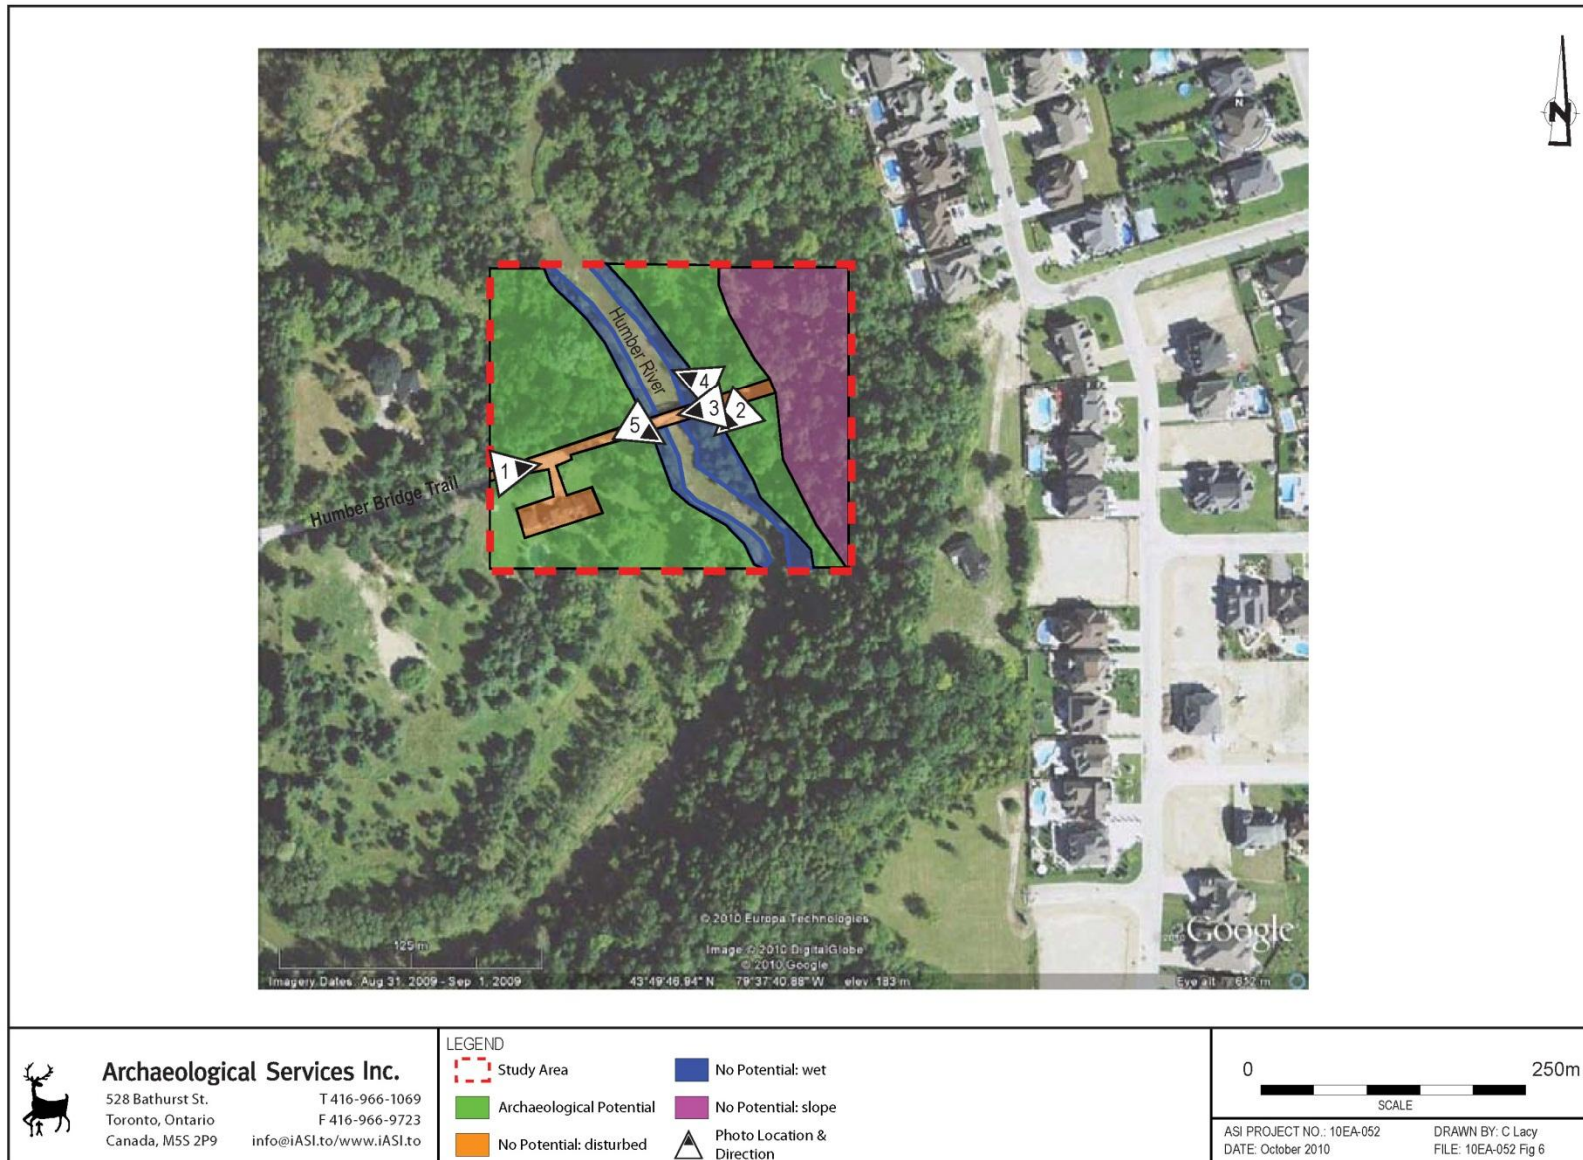 N
N
Humber River
4
3
2
5
1
Humber Bridge Trail
© 2010 Europa Technologies
Image © 2010 DigitalGlobe
© 2010 Google
Google
125 m
Imagery Dates: Aug 31, 2009 - Sep 1, 2009
43°49'46.94" N 79°37'40.88" W elev 183 m
Eye alt 612 m
Archaeological Services Inc.
528 Bathurst St. T 416-966-1069
Toronto, Ontario F 416-966-9723
Canada, M5S 2P9 info@iASI.to/www.iASI.to
LEGEND
Study Area
Archaeological Potential
No Potential: disturbed
No Potential: wet
No Potential: slope
Photo Location &
Direction
0 250m
SCALE
ASI PROJECT NO.: 10EA-052 DRAWN BY: C Lacy
DATE: October 2010 FILE: 10EA-052 Fig 6